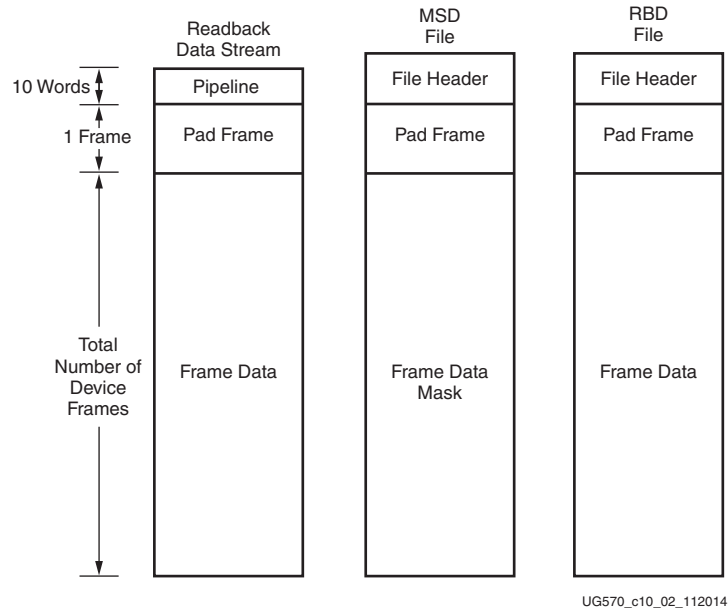 Readback
Data Stream
MSD
File
RBD
File
10 Words
Pipeline
File Header
File Header
1 Frame
Pad Frame
Pad Frame
Pad Frame
Total
Number of
Device
Frames
Frame Data
Frame Data
Mask
Frame Data
UG570_c10_02_112014